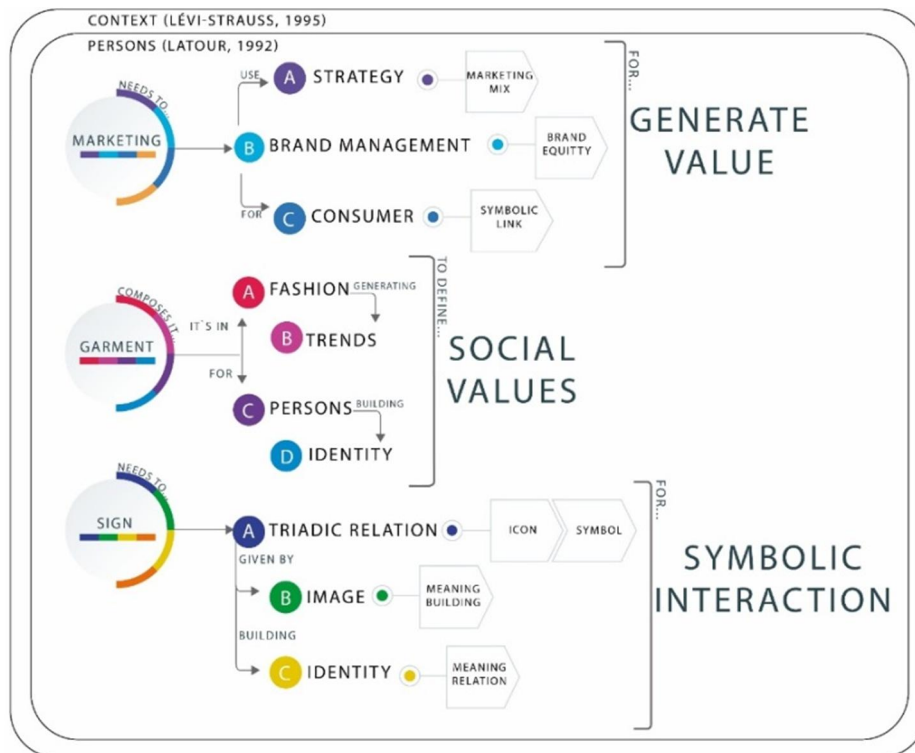 CONTEXT (LÉVI-STRAUSS, 1995)
PERSONS (LATOUR, 1992)
NEEDS TO...
MARKETING
USE
A STRATEGY
MARKETING
MIX
B BRAND MANAGEMENT
BRAND
EQUITTY
FOR
C CONSUMER
SYMBOLIC
LINK
FOR...
GENERATE
VALUE
COMPOSES IT...
GARMENT
IT´S IN
A FASHION
GENERATING
B TRENDS
FOR
C PERSONS
BUILDING
D IDENTITY
TO DEFINE...
SOCIAL
VALUES
NEEDS TO...
SIGN
A TRIADIC RELATION
ICON
SYMBOL
GIVEN BY
B IMAGE
MEANING
BUILDING
BUILDING
C IDENTITY
MEANING
RELATION
FOR...
SYMBOLIC
INTERACTION